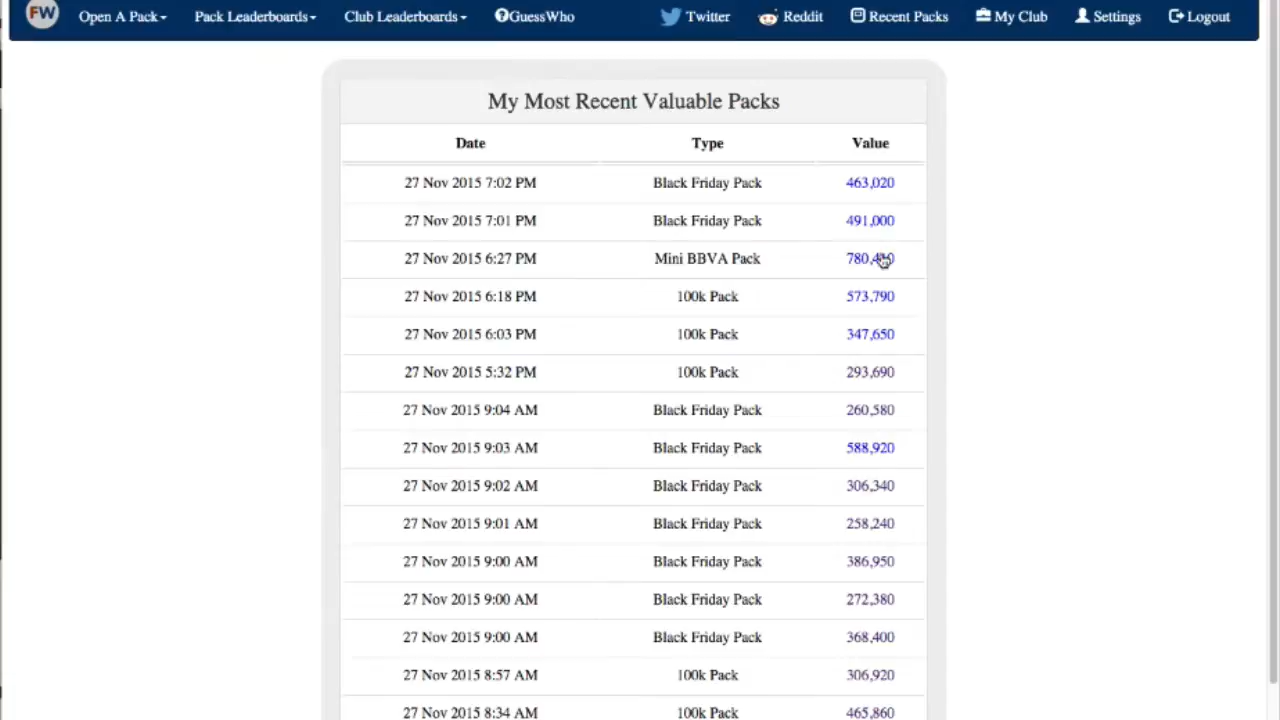 FW Open A Pack Pack Leaderboards Club Leaderboards GuessWho Twitter Reddit Recent Packs My Club Settings Logout
My Most Recent Valuable Packs
Date Type Value
27 Nov 2015 7:02 PM Black Friday Pack 463,020
27 Nov 2015 7:01 PM Black Friday Pack 491,000
27 Nov 2015 6:27 PM Mini BBVA Pack
27 Nov 2015 6:18 PM 100k Pack 573,790
27 Nov 2015 6:03 PM 100k Pack 347,650
27 Nov 2015 5:32 PM 100k Pack 293,690
27 Nov 2015 9:04 AM Black Friday Pack 260,580
27 Nov 2015 9:03 AM Black Friday Pack 588,920
27 Nov 2015 9:02 AM Black Friday Pack 306,340
27 Nov 2015 9:01 AM Black Friday Pack 258,240
27 Nov 2015 9:00 AM Black Friday Pack 386,950
27 Nov 2015 9:00 AM Black Friday Pack 272,380
27 Nov 2015 9:00 AM Black Friday Pack 368,400
27 Nov 2015 8:57 AM 100k Pack 306,920
27 Nov 2015 8:34 AM 100k Pack 465,860